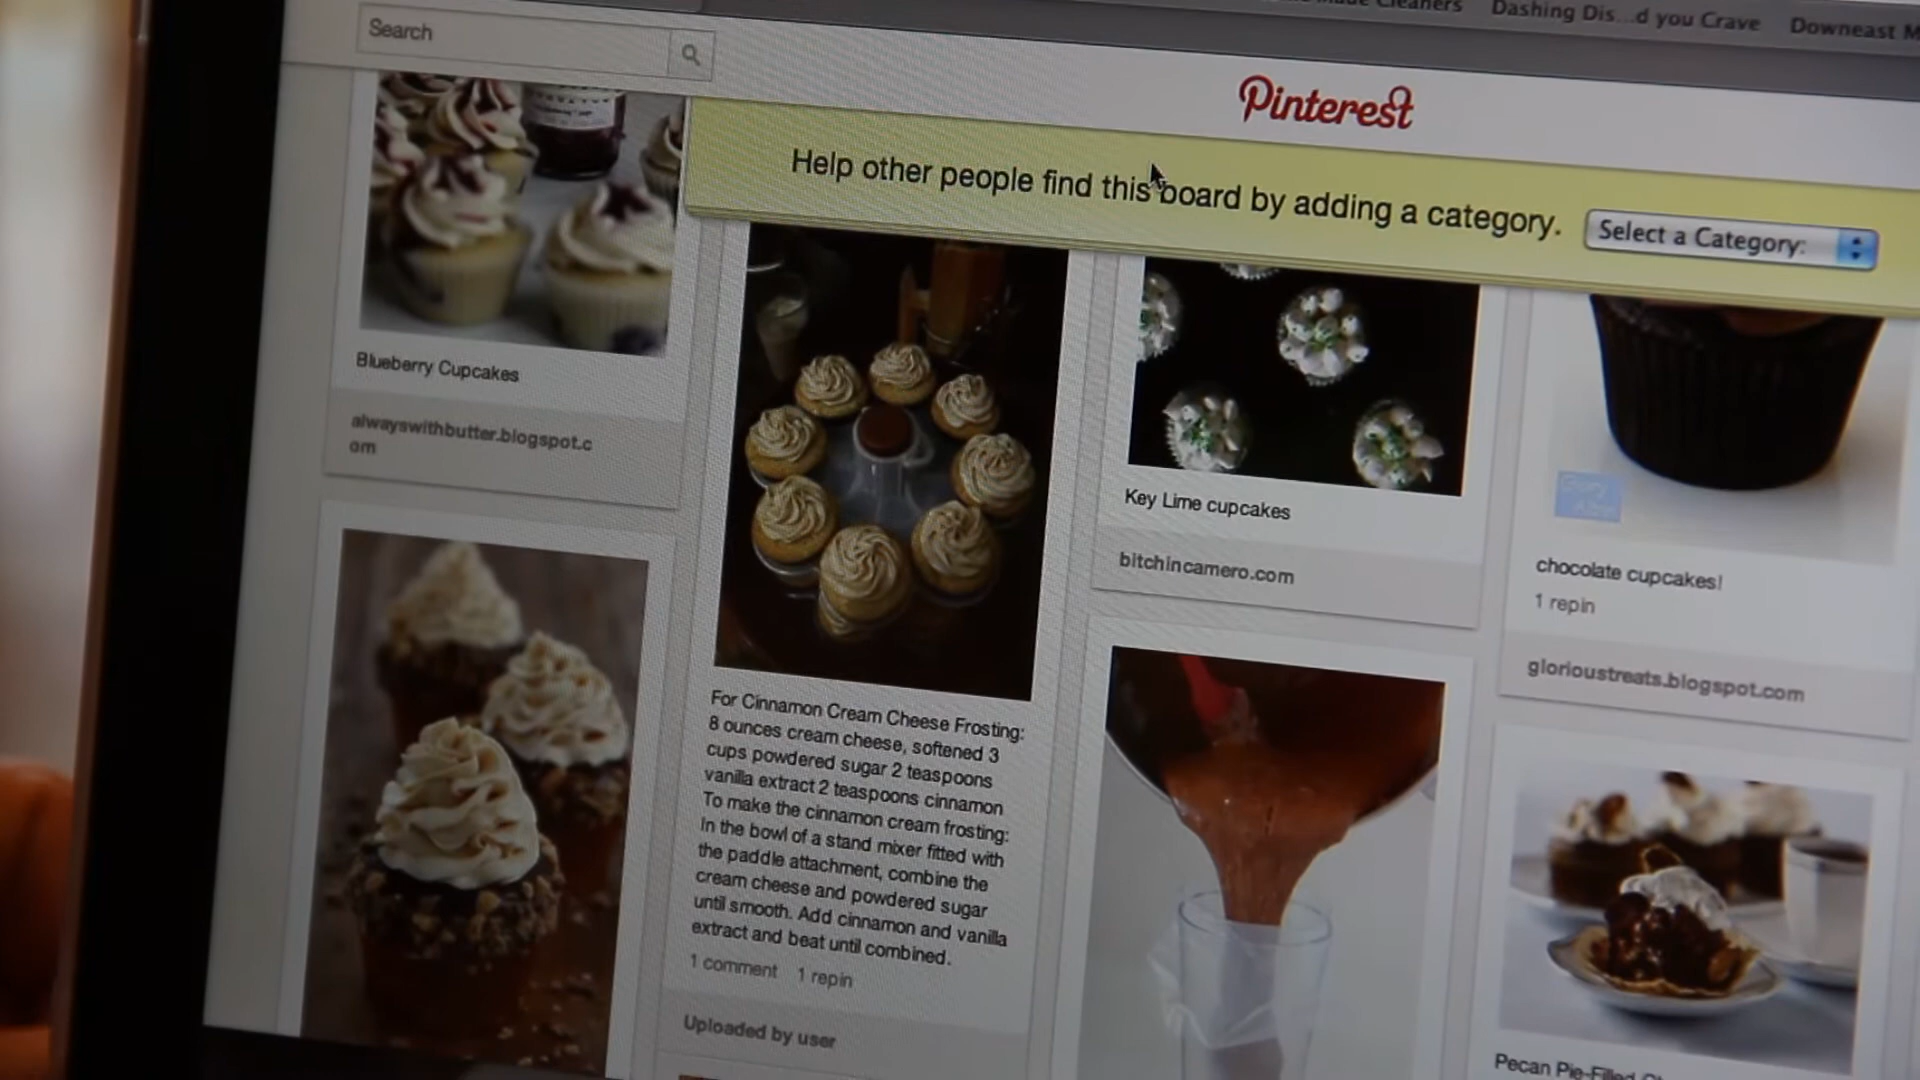 Cleaners
Dashing Dis...d you Crave
Downeast M
Search
Pinterest
Help other people find this board by adding a category.
Select a Category:
Blueberry Cupcakes
alwayswithbutter.blogspot.c
om
For Cinnamon Cream Cheese Frosting:
8 ounces cream cheese, softened 3
cups powdered sugar 2 teaspoons
vanilla extract 2 teaspoons cinnamon
To make the cinnamon cream frosting:
In the bowl of a stand mixer fitted with
the paddle attachment, combine the
cream cheese and powdered sugar
until smooth. Add cinnamon and vanilla
extract and beat until combined.
1 comment 1 repin
Uploaded by user
Key Lime cupcakes
bitchincamero.com
chocolate cupcakes!
1 repin
glorioustreats.blogspot.com
Pecan Pie-Filled